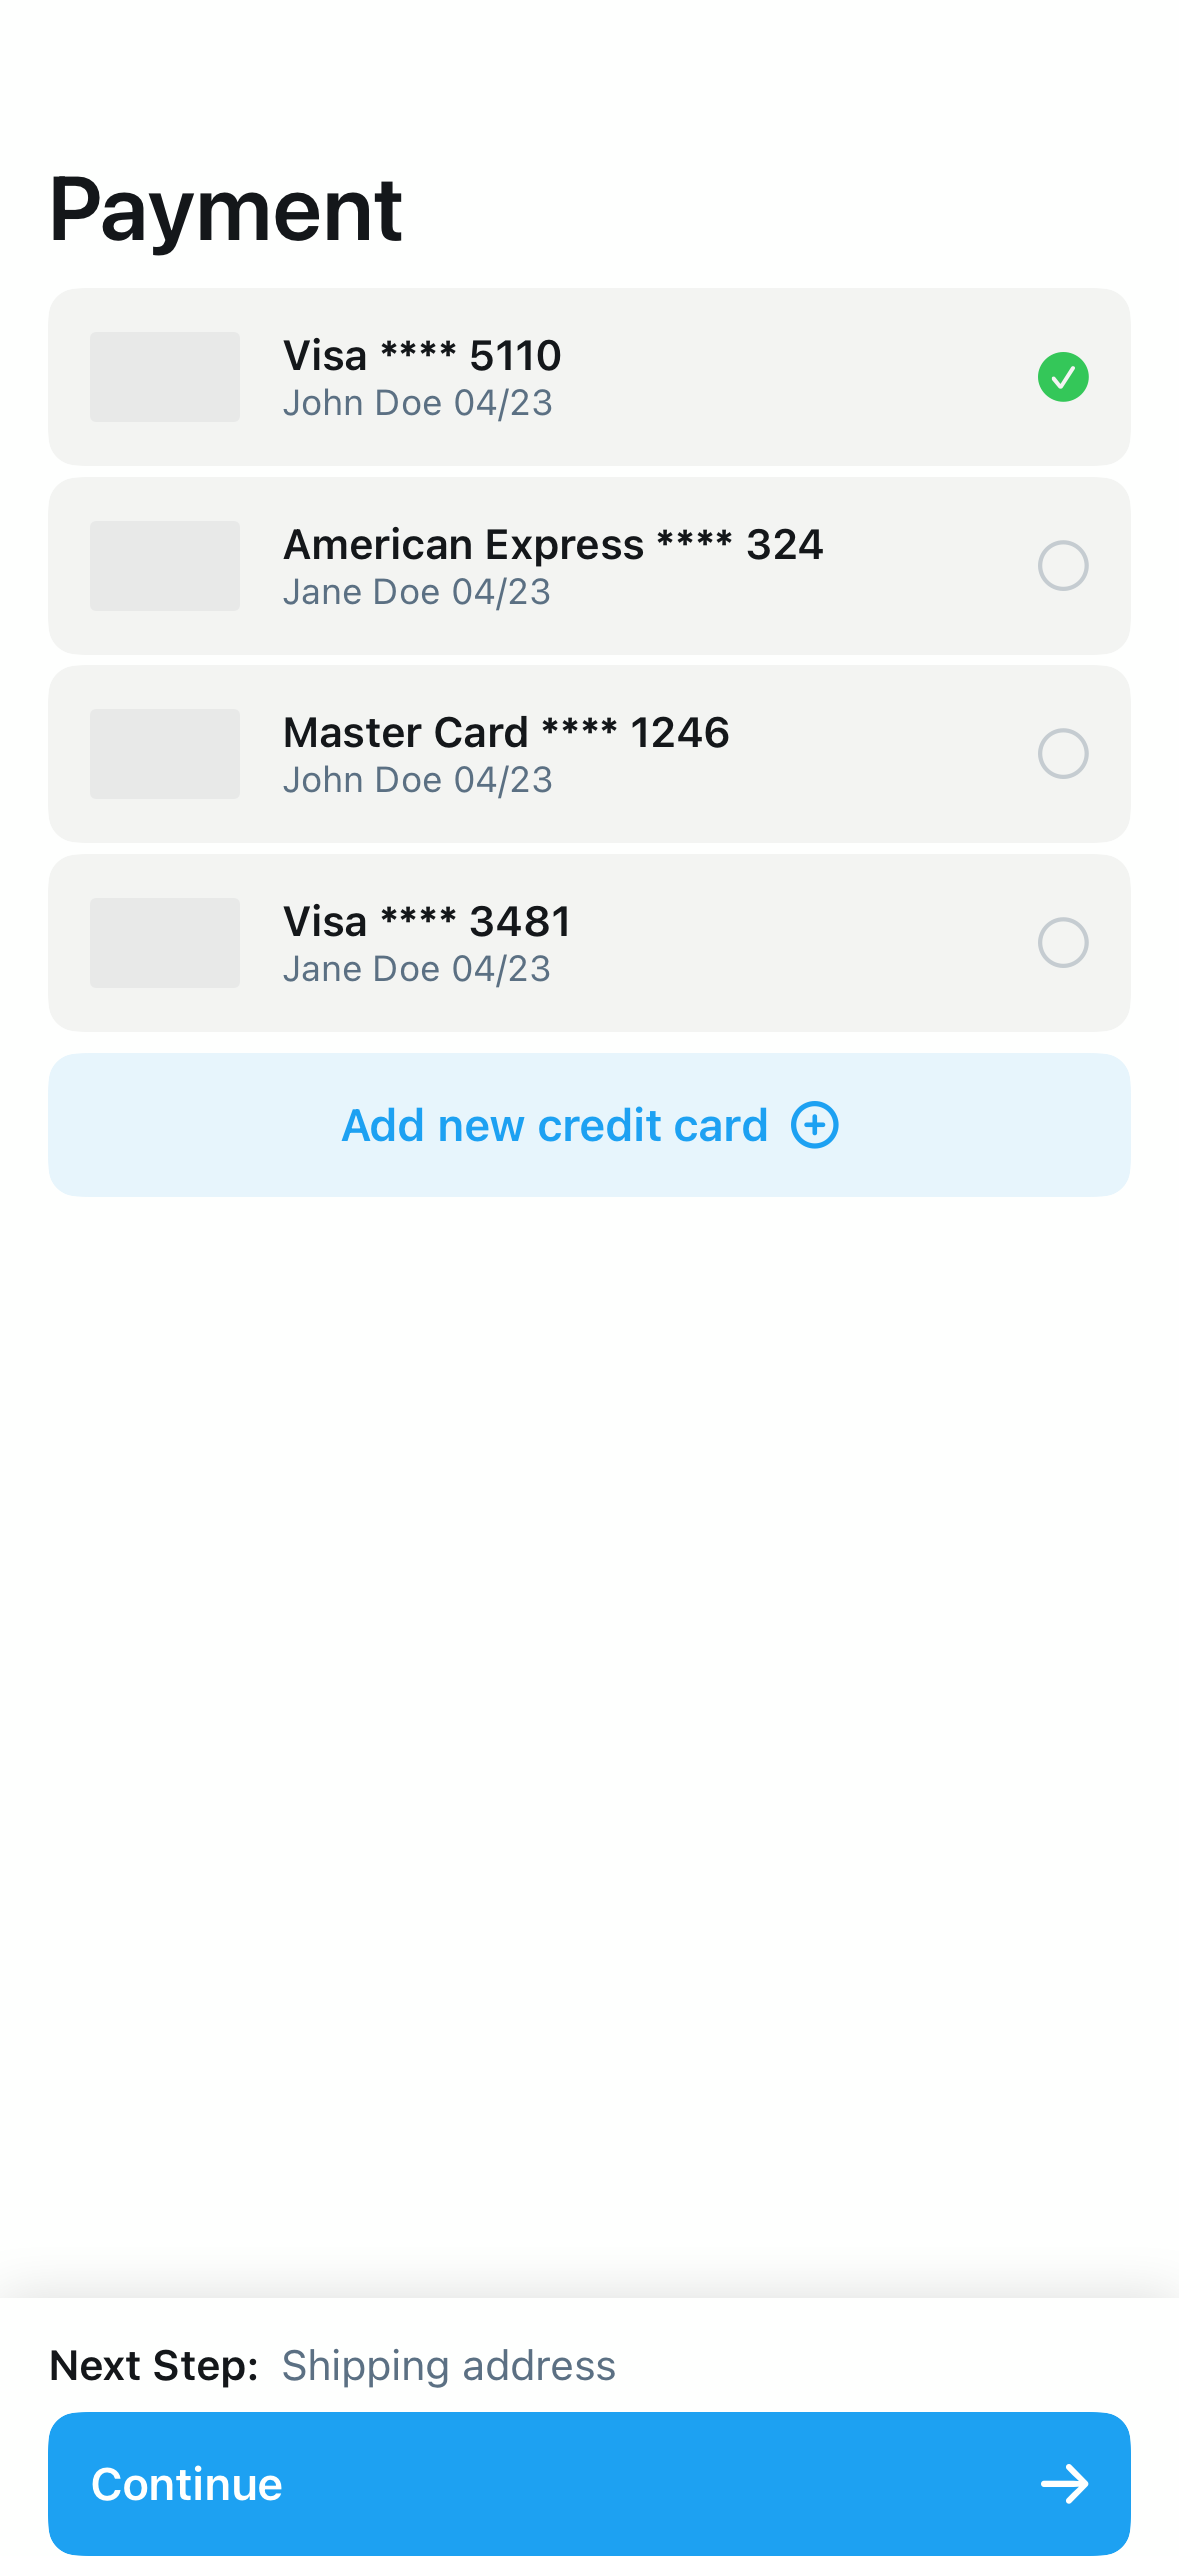 Payment
Visa **** 5110
John Doe 04/23
American Express **** 324
Jane Doe 04/23
Master Card **** 1246
John Doe 04/23
Visa **** 3481
Jane Doe 04/23
Add new credit card
Next Step: Shipping address
Continue